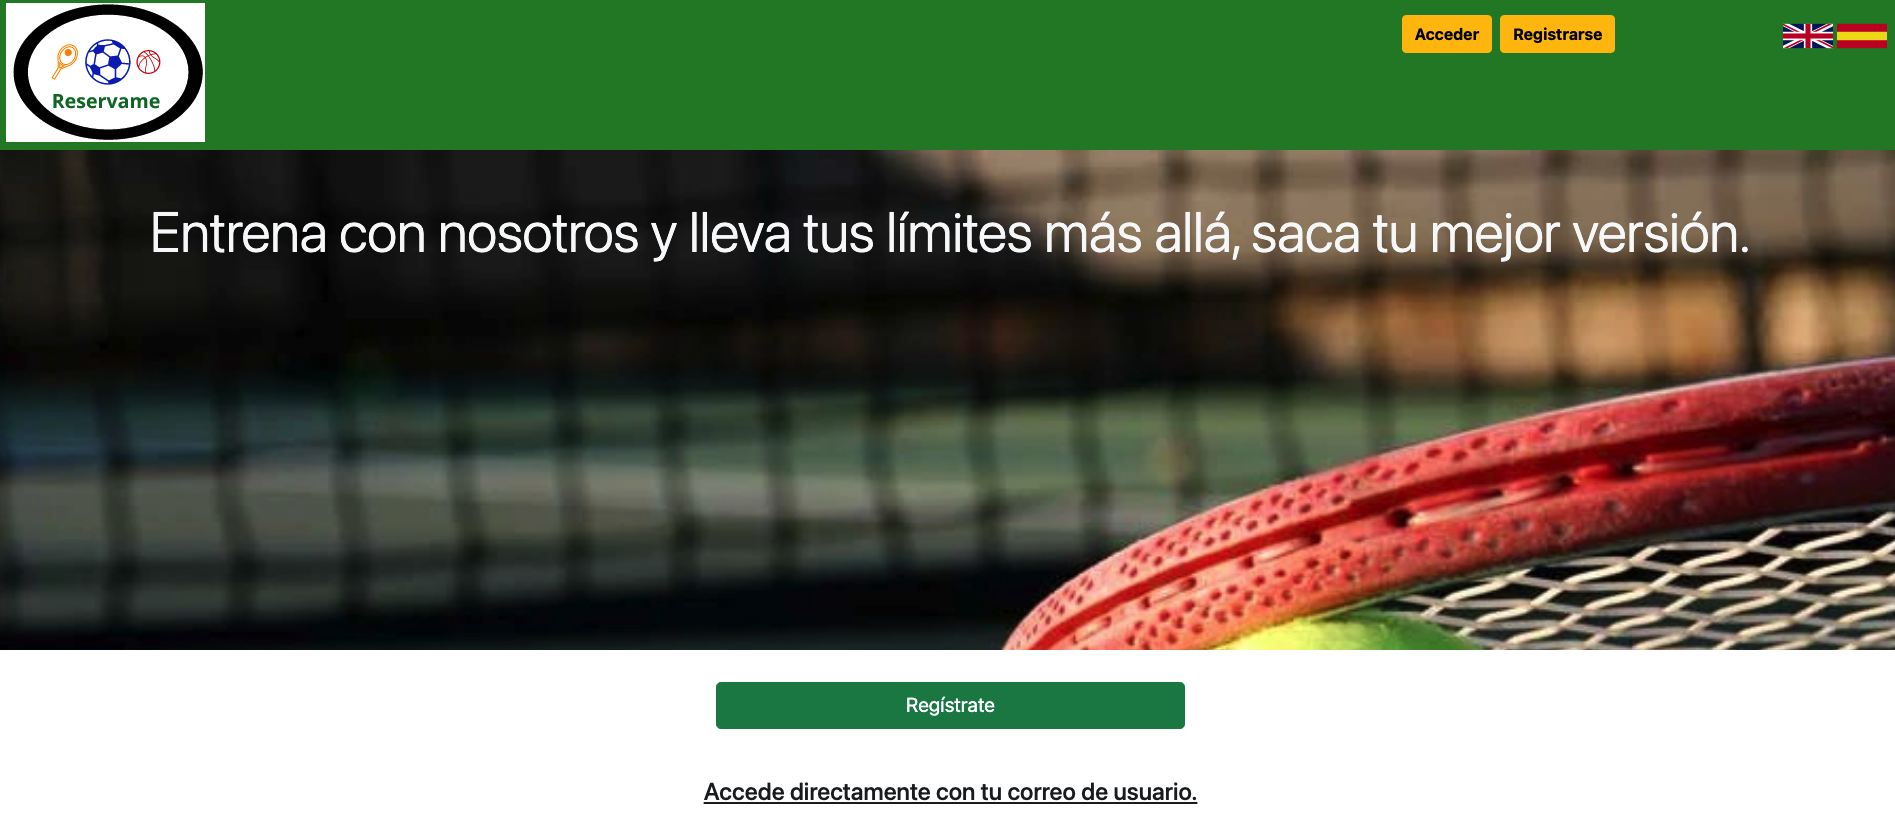 Reservame
Acceder
Registrarse
Entrena con nosotros y lleva tus límites más allá, saca tu mejor versión.
Regístrate
Accede directamente con tu correo de usuario.